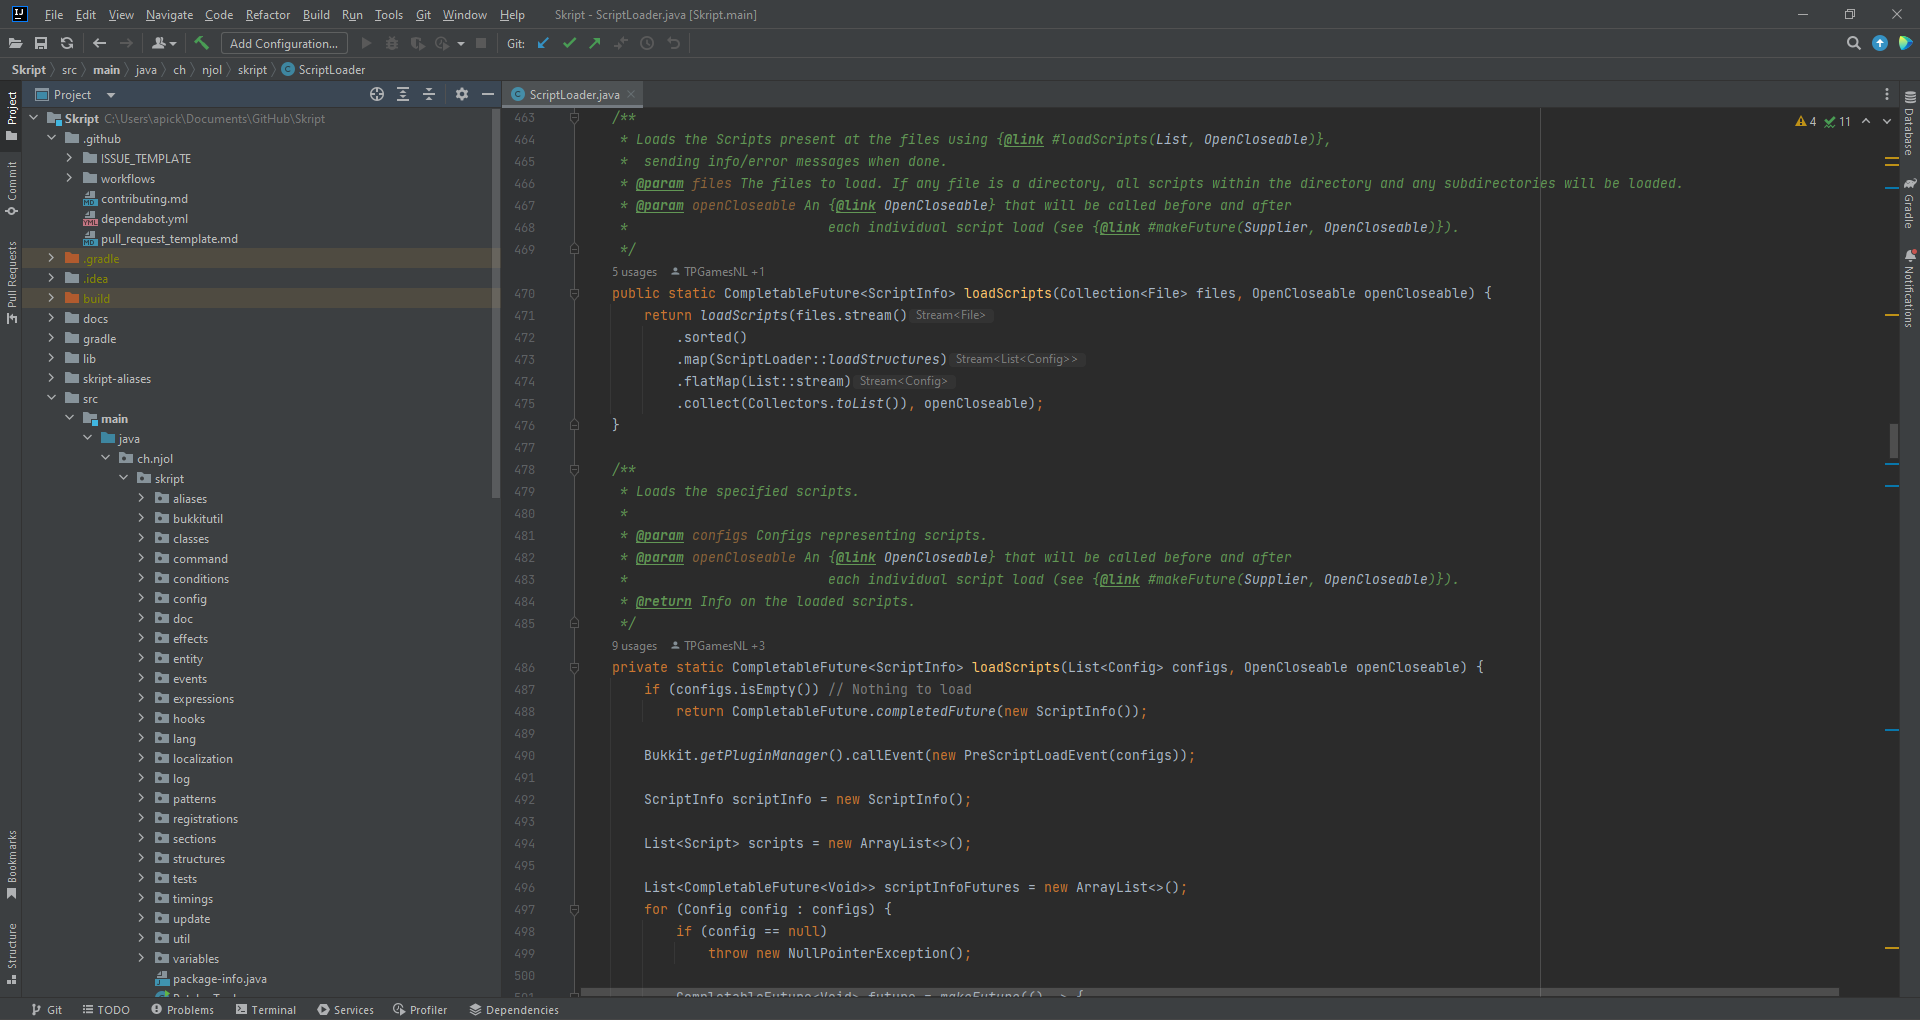 File Edit View Navigate Code Refactor Build Run Tools Git Window Help Skript - ScriptLoader.java [Skript.main]
Add Configuration... Git:
Skript src main java ch njol skript ScriptLoader
Project
ScriptLoader.java
Skript C:\Users\apick\Documents\GitHub\Skript
.github
ISSUE_TEMPLATE
workflows
contributing.md
dependabot.yml
pull_request_template.md
.gradle
.idea
build
docs
gradle
lib
skript-aliases
src
main
java
ch.njol
skript
aliases
bukkitutil
classes
command
conditions
config
doc
effects
entity
events
expressions
hooks
lang
localization
log
patterns
registrations
sections
structures
tests
timings
update
util
variables
package-info.java
Project
Commit
Pull Requests
Bookmarks
Structure
4 11
463 /**
464 * Loads the Scripts present at the files using {@link #loadScripts(List, OpenCloseable)},
465 * sending info/error messages when done.
466 * @param files The files to load. If any file is a directory, all scripts within the directory and any subdirectories will be loaded.
467 * @param openCloseable An {@link OpenCloseable} that will be called before and after
468 * each individual script load (see {@link #makeFuture(Supplier, OpenCloseable)}).
469 */
5 usages TPGamesNL +1
470 public static CompletableFuture<ScriptInfo> loadScripts(Collection<File> files, OpenCloseable openCloseable) {
471 return loadScripts(files.stream() Stream<File>
472 .sorted()
473 .map(ScriptLoader::loadStructures) Stream<List<Config>>
474 .flatMap(List::stream) Stream<Config>
475 .collect(Collectors.toList()), openCloseable);
476 }
477
478 /**
479 * Loads the specified scripts.
480 *
481 * @param configs Configs representing scripts.
482 * @param openCloseable An {@link OpenCloseable} that will be called before and after
483 * each individual script load (see {@link #makeFuture(Supplier, OpenCloseable)}).
484 * @return Info on the loaded scripts.
485 */
9 usages TPGamesNL +3
486 private static CompletableFuture<ScriptInfo> loadScripts(List<Config> configs, OpenCloseable openCloseable) {
487 if (configs.isEmpty()) // Nothing to load
488 return CompletableFuture.completedFuture(new ScriptInfo());
489
490 Bukkit.getPluginManager().callEvent(new PreScriptLoadEvent(configs));
491
492 ScriptInfo scriptInfo = new ScriptInfo();
493
494 List<Script> scripts = new ArrayList<>();
495
496 List<CompletableFuture<Void>> scriptInfoFutures = new ArrayList<>();
497 for (Config config : configs) {
498 if (config == null)
499 throw new NullPointerException();
500
501 CompletableFuture<Void> future = makeFuture(() -> {
Database
Gradle
Notifications
Git TODO Problems Terminal Services Profiler Dependencies